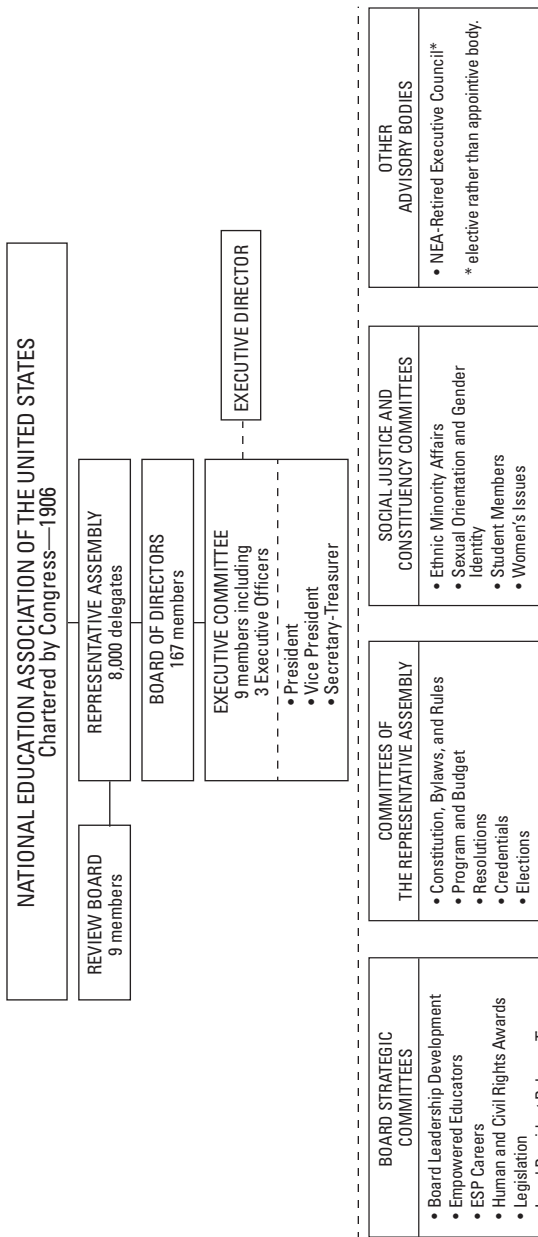 NATIONAL EDUCATION ASSOCIATION OF THE UNITED STATES
Chartered by Congress—1906
REVIEW BOARD
9 members
REPRESENTATIVE ASSEMBLY
8,000 delegates
BOARD OF DIRECTORS
167 members
EXECUTIVE COMMITTEE
9 members including
3 Executive Officers
• President
• Vice President
• Secretary-Treasurer
EXECUTIVE DIRECTOR
BOARD STRATEGIC
COMMITTEES
• Board Leadership Development
• Empowered Educators
• ESP Careers
• Human and Civil Rights Awards
• Legislation
COMMITTEES OF
THE REPRESENTATIVE ASSEMBLY
• Constitution, Bylaws, and Rules
• Program and Budget
• Resolutions
• Credentials
• Elections
SOCIAL JUSTICE AND
CONSTITUENCY COMMITTEES
• Ethnic Minority Affairs
• Sexual Orientation and Gender
Identity
• Student Members
• Women's Issues
OTHER
ADVISORY BODIES
• NEA-Retired Executive Council*
* elective rather than appointive body.